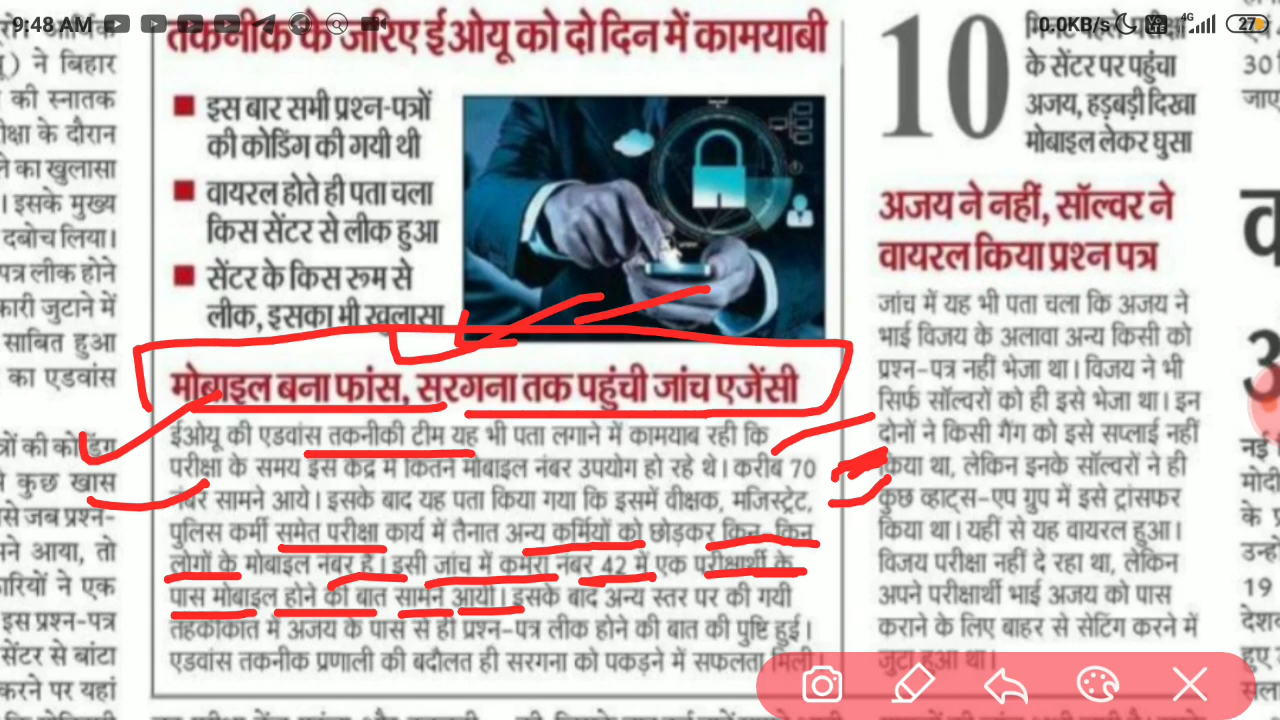 9:48 AM
0.0KB/s
4G
27
ने बिहार
की स्नातक
के दौरान
का खुलासा
। इसके मुख्य
दबोच लिया।
पत्र लीक होने
जुटाने में
साबित हुआ
का एडवांस
की कोडिंग
कुछ खास
जब प्रश्न-
आया, तो
ने एक
इस प्रश्न-पत्र
सेंटर से बांटा
करने पर यहां
तकनीक के जरिए ईओयू को दो दिन में कामयाबी
इस बार सभी प्रश्न-पत्रों
की कोडिंग की गयी थी
वायरल होते ही पता चला
किस सेंटर से लीक हुआ
सेंटर के किस रूम से
लीक, इसका भी खुलासा
मोबाइल बना फांस, सरगना तक पहुंची जांच एजेंसी
ईओयू की एडवांस तकनीकी टीम यह भी पता लगाने में कामयाब रही कि
परीक्षा के समय इस केंद्र में कितने मोबाइल नंबर उपयोग हो रहे थे। करीब 70
नंबर सामने आये। इसके बाद यह पता किया गया कि इसमें वीक्षक, मजिस्ट्रेट,
पुलिस कर्मी समेत परीक्षा कार्य में तैनात अन्य कर्मियों को छोड़कर किन-किन
लोगों के मोबाइल नंबर हैं। इसी जांच में कमरा नंबर 42 में एक परीक्षार्थी के
पास मोबाइल होने की बात सामने आयी। इसके बाद अन्य स्तर पर की गयी
तहकीकात में अजय के पास से ही प्रश्न-पत्र लीक होने की बात की पुष्टि हुई।
एडवांस तकनीक प्रणाली की बदौलत ही सरगना को पकड़ने में सफलता मिली।
10
के सेंटर पर पहुंचा
अजय, हड़बड़ी दिखा
मोबाइल लेकर घुसा
अजय ने नहीं, सॉल्वर ने
वायरल किया प्रश्न पत्र
जांच में यह भी पता चला कि अजय ने
भाई विजय के अलावा अन्य किसी को
प्रश्न-पत्र नहीं भेजा था। विजय ने भी
सिर्फ सॉल्वरों को ही इसे भेजा था। इन
दोनों ने किसी गैंग को इसे सप्लाई नहीं
किया था, लेकिन इनके सॉल्वरों ने ही
कुछ व्हाट्स-एप ग्रुप में इसे ट्रांसफर
किया था। यहीं से यह वायरल हुआ।
विजय परीक्षा नहीं दे रहा था, लेकिन
अपने परीक्षार्थी भाई अजय को पास
कराने के लिए बाहर से सेटिंग करने में
जुटा हुआ था।
301
नई
मोदी
के
19
हुए